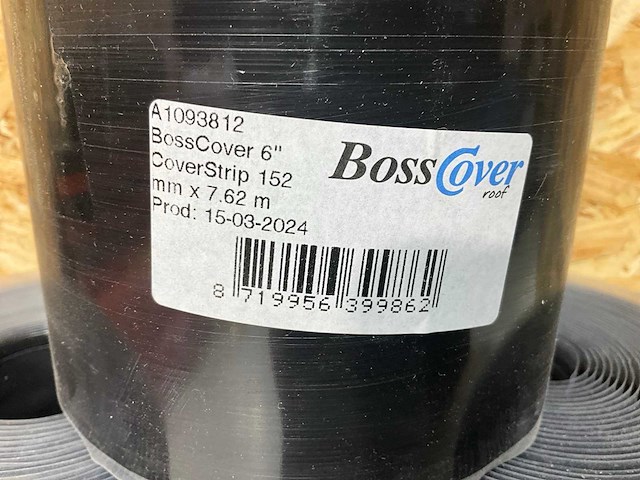 A1093812
BossCover 6"
CoverStrip 152
mm x 7.62 m
Prod: 15-03-2024
BossCover
roof
8 719956 399862